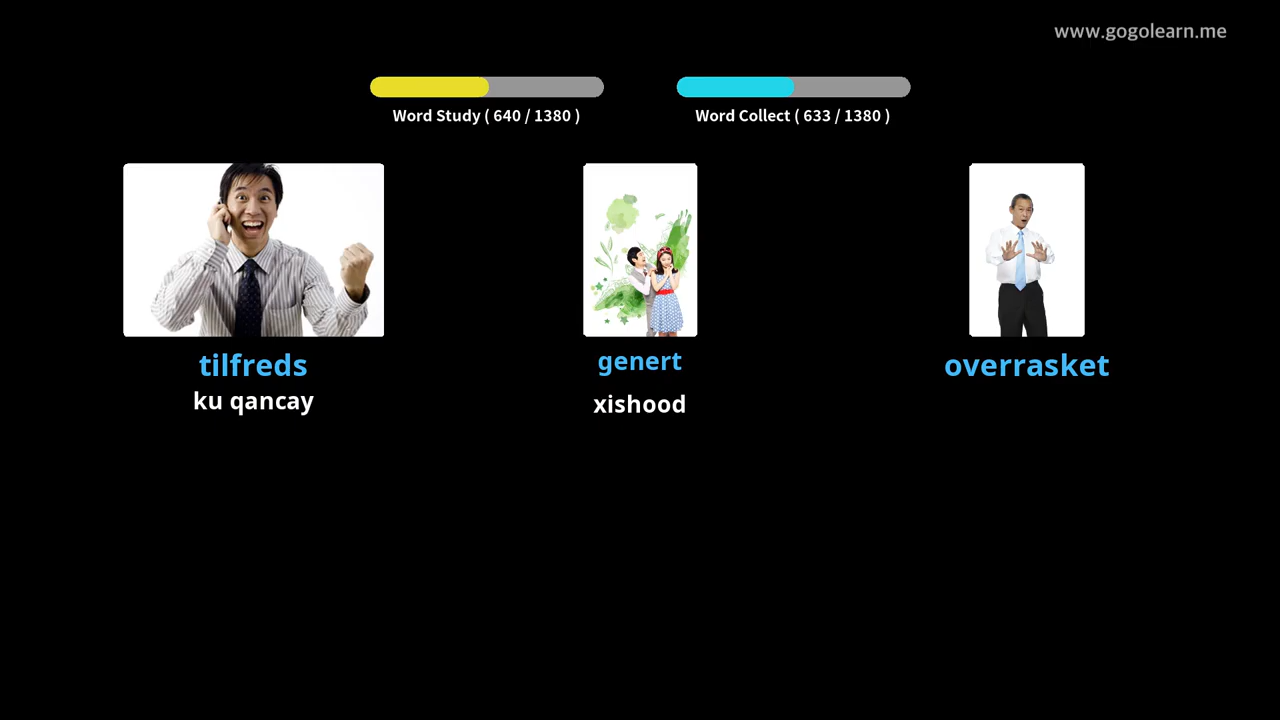 www.gogolearn.me
Word Study ( 640 / 1380 )
Word Collect ( 633 / 1380 )
tilfreds
genert
overrasket
ku qancay
xishood